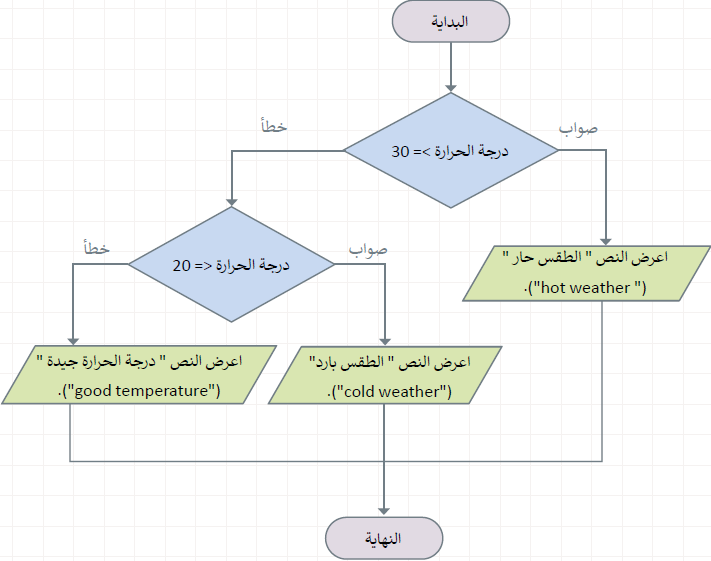 البداية
صواب
خطأ
درجة الحرارة >= 30
اعرض النص " الطقس حار "
("hot weather ").
صواب
خطأ
درجة الحرارة <= 20
اعرض النص " الطقس بارد"
("cold weather").
اعرض النص " درجة الحرارة جيدة "
("good temperature").
النهاية